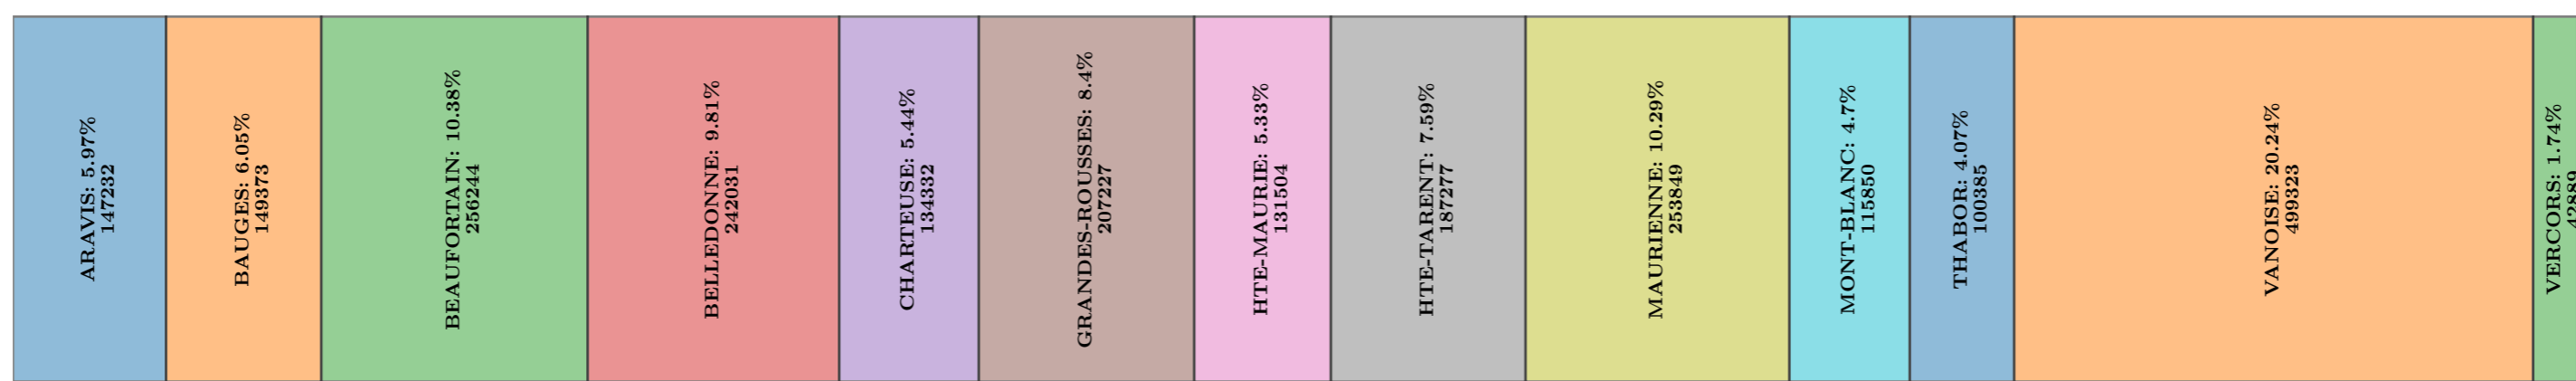 ARAVIS: 5.97%
147232
BAUGES: 6.05%
149373
BEAUFORTAIN: 10.38%
256244
BELLEDONNE: 9.81%
242031
CHARTEUSE: 5.44%
134332
GRANDES-ROUSSES: 8.4%
207227
HTE-MAURIE: 5.33%
131504
HTE-TARENT: 7.59%
187277
MAURIENNE: 10.29%
253849
MONT-BLANC: 4.7%
115850
THABOR: 4.07%
100385
VANOISE: 20.24%
499323
VERCORS: 1.74%